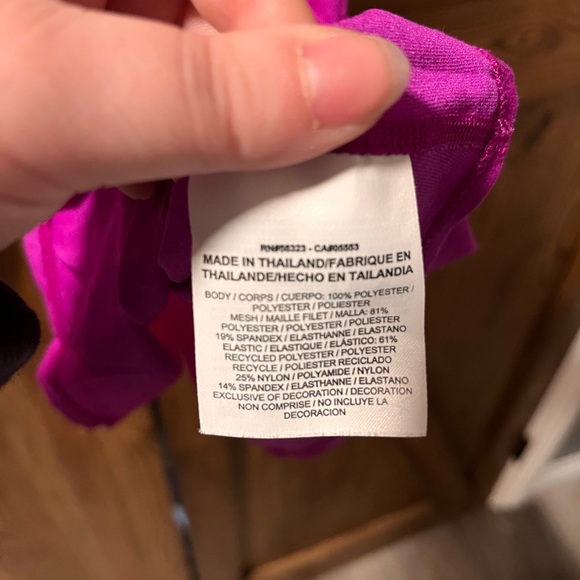 RN#56323 - CA#05553
MADE IN THAILAND/FABRIQUE EN
THAILANDE/HECHO EN TAILANDIA
BODY / CORPS / CUERPO: 100% POLYESTER /
POLYESTER / POLIESTER
MESH / MAILLE FILET / MALLA: 81%
POLYESTER / POLYESTER / POLIESTER
19% SPANDEX / ELASTHANNE / ELASTANO
ELASTIC / ELASTIQUE / ELÁSTICO: 61%
RECYCLED POLYESTER / POLYESTER
RECYCLE / POLIESTER RECICLADO
25% NYLON / POLYAMIDE / NYLON
14% SPANDEX / ELASTHANNE / ELASTANO
EXCLUSIVE OF DECORATION / DECORATION
NON COMPRISE / NO INCLUIDA LA
DECORACION